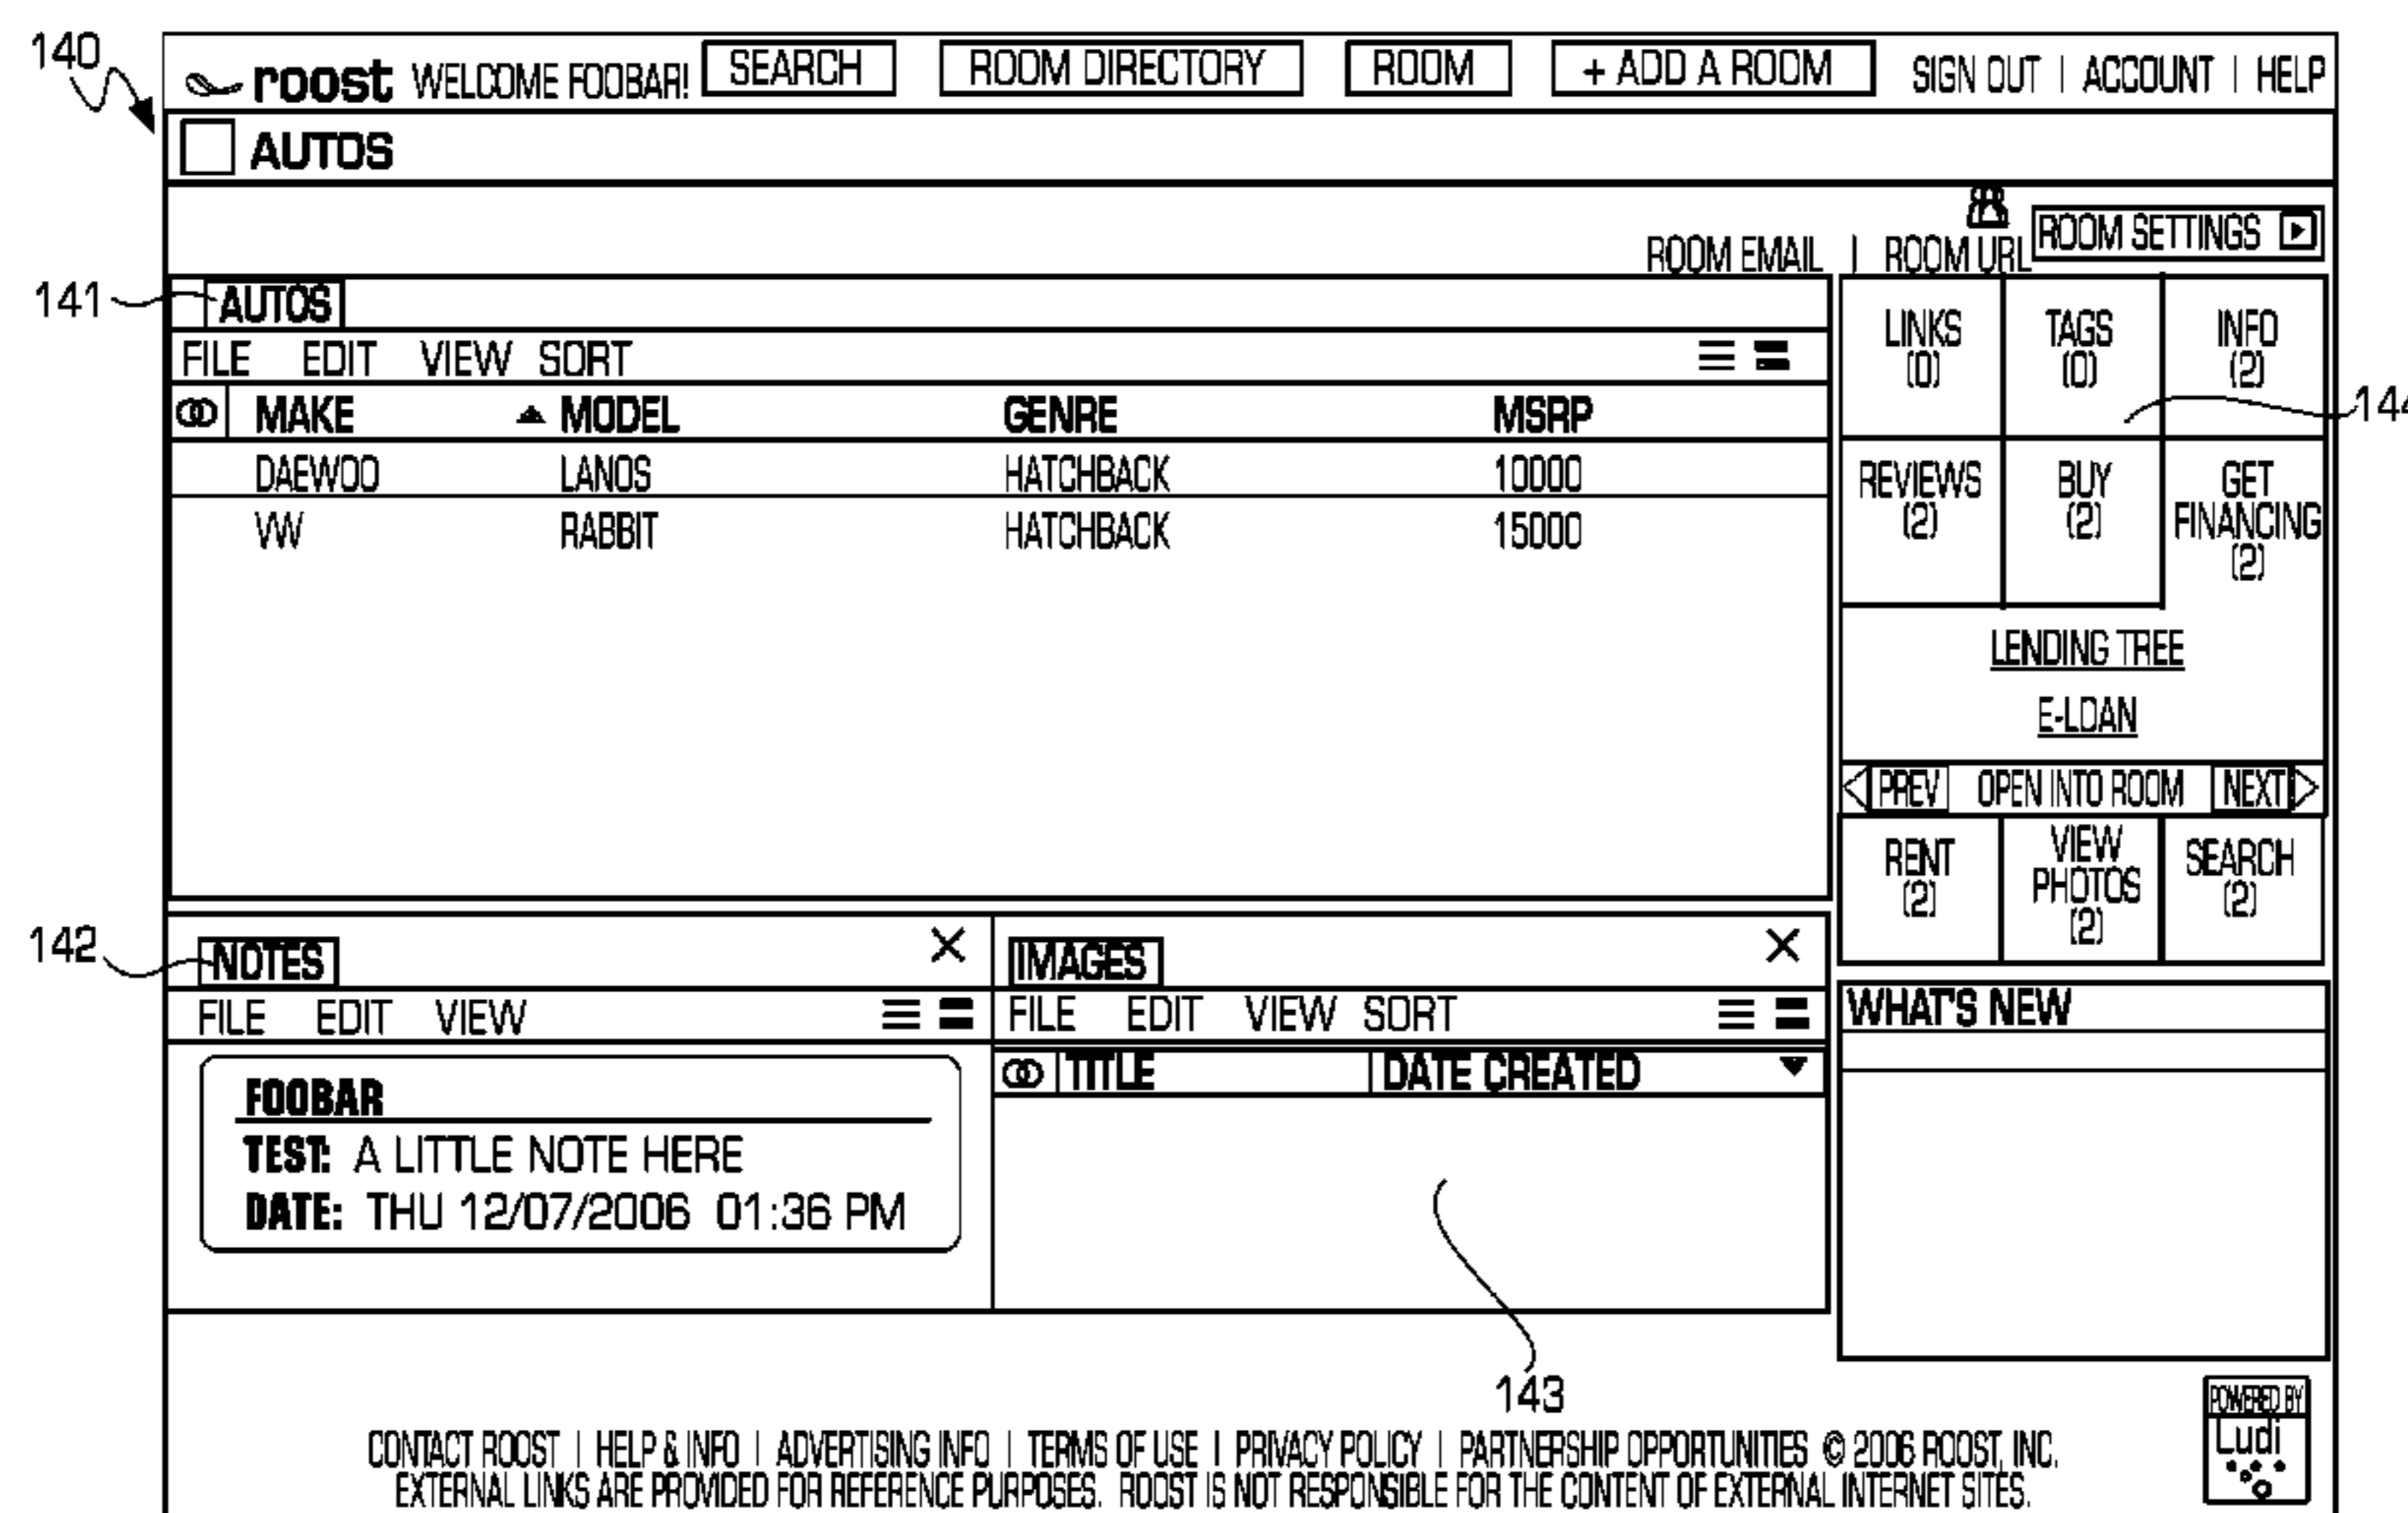 140
roost WELCOME FOOBAR! SEARCH ROOM DIRECTORY ROOM + ADD A ROOM SIGN OUT | ACCOUNT | HELP
AUTOS
ROOM EMAIL | ROOM URL ROOM SETTINGS
141
AUTOS
FILE EDIT VIEW SORT
MAKE MODEL GENRE MSRP
DAEWOO LANOS HATCHBACK 10000
VW RABBIT HATCHBACK 15000
LINKS (0)
TAGS (0)
INFO (2)
144
REVIEWS (2)
BUY (2)
GET FINANCING (2)
LENDING TREE
E-LOAN
PREV OPEN INTO ROOM NEXT
RENT (2)
VIEW PHOTOS (2)
SEARCH (2)
142
NOTES
FILE EDIT VIEW
FOOBAR
TEST: A LITTLE NOTE HERE
DATE: THU 12/07/2006 01:36 PM
IMAGES
FILE EDIT VIEW SORT
TITLE DATE CREATED
143
WHAT'S NEW
POWERED BY
Ludi
CONTACT ROOST | HELP & INFO | ADVERTISING INFO | TERMS OF USE | PRIVACY POLICY | PARTNERSHIP OPPORTUNITIES © 2006 ROOST, INC.
EXTERNAL LINKS ARE PROVIDED FOR REFERENCE PURPOSES. ROOST IS NOT RESPONSIBLE FOR THE CONTENT OF EXTERNAL INTERNET SITES.